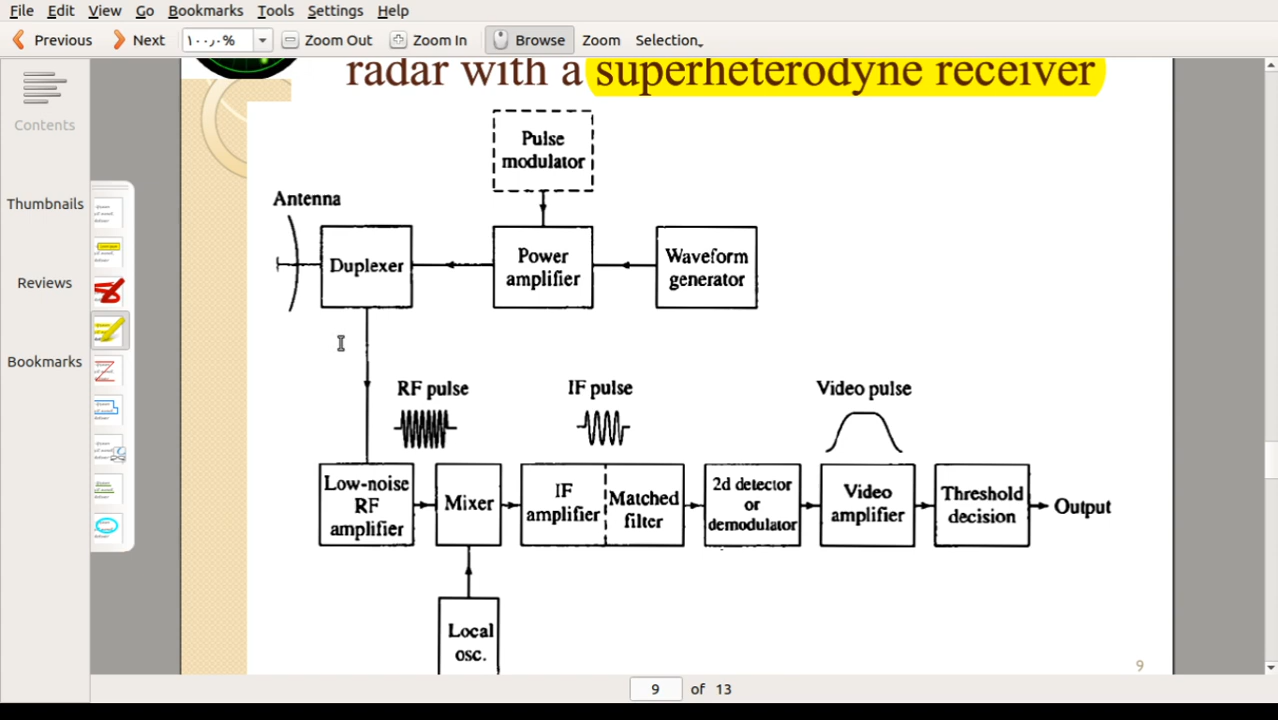 File Edit View Go Bookmarks Tools Settings Help
Previous Next ١٠٠٫٠% Zoom Out Zoom In Browse Zoom Selection
Contents
Thumbnails
Reviews
Bookmarks
radar with a superheterodyne receiver
Pulse
modulator
Antenna
Duplexer
Power
amplifier
Waveform
generator
RF pulse
IF pulse
Video pulse
Low-noise
RF
amplifier
Mixer
IF
amplifier
Matched
filter
2d detector
or
demodulator
Video
amplifier
Threshold
decision
Output
Local
osc.
9
9 of 13